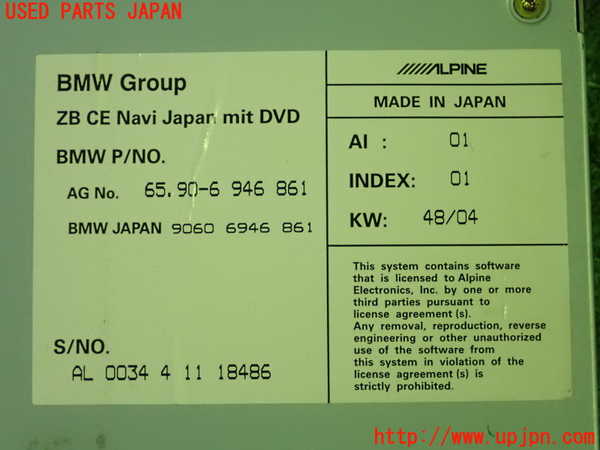 USED PARTS JAPAN
BMW Group
ZB CE Navi Japan mit DVD
BMW P/NO.
AG No. 65.90-6 946 861
BMW JAPAN 9060 6946 861
S/NO.
AL 0034 4 11 18486
ALPINE
MADE IN JAPAN
AI : 01
INDEX: 01
KW: 48/04
This system contains software
that is licensed to Alpine
Electronics, Inc. by one or more
third parties pursuant to
license agreement (s).
Any removal, reproduction, reverse
engineering or other unauthorized
use of the software from
this system in violation of the
license agreement (s) is
strictly prohibited.
http://www.upjpn.com/